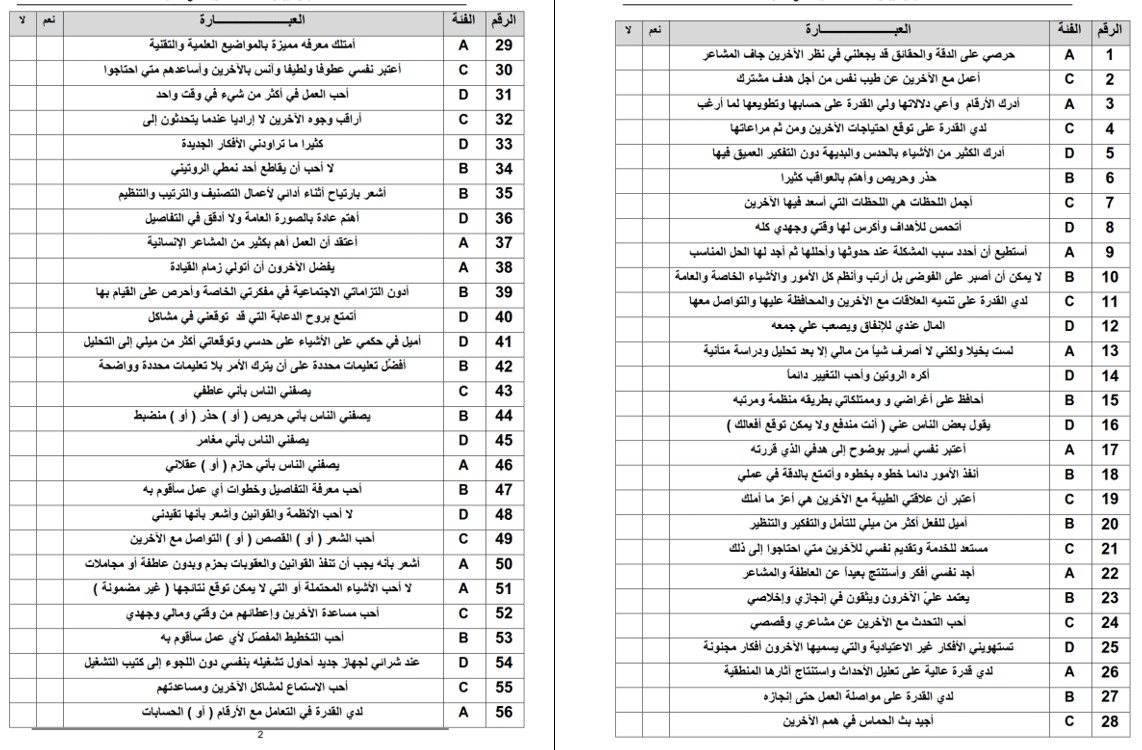 الرقم الفئة العبـــــــــــــــــارة نعم لا
1 A حرصي على الدقة والحقائق قد يجعلني في نظر الآخرين جاف المشاعر
2 C أعمل مع الآخرين عن طيب نفس من أجل هدف مشترك
3 A أدرك الأرقام وأعي دلالاتها ولي القدرة على حسابها وتطويعها لما أرغب
4 C لدي القدرة على توقع احتياجات الآخرين ومن ثم مراعاتها
5 D أدرك الكثير من الأشياء بالحدس والبديهة دون التفكير العميق فيها
6 B حذر وحريص وأهتم بالعواقب كثيرا
7 C أجمل اللحظات هي اللحظات التي أسعد فيها الآخرين
8 D أتحمس للأهداف وأكرس لها وقتي وجهدي كله
9 A أستطيع أن أحدد سبب المشكلة عند حدوثها وأحللها ثم أجد لها الحل المناسب
10 B لا يمكن أن أصبر على الفوضى بل أرتب وأنظم كل الأمور والأشياء الخاصة والعامة
11 C لدي القدرة على تنميه العلاقات مع الآخرين والمحافظة عليها والتواصل معها
12 D المال عندي للإنفاق ويصعب علي جمعه
13 A لست بخيلا ولكني لا أصرف شيأ من مالي إلا بعد تحليل ودراسة متأنية
14 D أكره الروتين وأحب التغيير دائماً
15 B أحافظ على أغراضي و وممتلكاتي بطريقه منظمة ومرتبه
16 D يقول بعض الناس عني ( أنت مندفع ولا يمكن توقع أفعالك )
17 A أعتبر نفسي أسير بوضوح إلى هدفي الذي قررته
18 B أنفذ الأمور دائما خطوه بخطوه وأتمتع بالدقة في عملي
19 C أعتبر أن علاقتي الطيبة مع الآخرين هي أعز ما أملك
20 B أميل للفعل أكثر من ميلي للتأمل والتفكير والتنظير
21 C مستعد للخدمة وتقديم نفسي للآخرين متي احتاجوا إلى ذلك
22 A أجد نفسي أفكر وأستنتج بعيداً عن العاطفة والمشاعر
23 B يعتمد عليّ الآخرون ويثقون في إنجازي وإخلاصي
24 C أحب التحدث مع الآخرين عن مشاعري وقصصي
25 D تستهويني الأفكار غير الاعتيادية والتي يسميها الآخرون أفكار مجنونة
26 A لدي قدرة عالية على تعليل الأحداث واستنتاج آثارها المنطقية
27 B لدي القدرة على مواصلة العمل حتى إنجازه
28 C أجيد بث الحماس في همم الآخرين
الرقم الفئة العبـــــــــــــــــارة نعم لا
29 A أمتلك معرفه مميزة بالمواضيع العلمية والتقنية
30 C أعتبر نفسي عطوفا ولطيفا وآنس بالآخرين وأساعدهم متي احتاجوا
31 D أحب العمل في أكثر من شيء في وقت واحد
32 C أراقب وجوه الآخرين لا إراديا عندما يتحدثون إلى
33 D كثيرا ما تراودني الأفكار الجديدة
34 B لا أحب أن يقاطع أحد نمطي الروتيني
35 B أشعر بارتياح أثناء أدائي لأعمال التصنيف والترتيب والتنظيم
36 D أهتم عادة بالصورة العامة ولا أدقق في التفاصيل
37 A أعتقد أن العمل أهم بكثير من المشاعر الإنسانية
38 A يفضل الآخرون أن أتولي زمام القيادة
39 B أدون التزاماتي الاجتماعية في مفكرتي الخاصة وأحرص على القيام بها
40 D أتمتع بروح الدعابة التي قد توقعني في مشاكل
41 D أميل في حكمي على الأشياء على حدسي وتوقعاتي أكثر من ميلي إلى التحليل
42 B أفضّل تعليمات محددة على أن يترك الأمر بلا تعليمات محددة وواضحة
43 C يصفني الناس بأني عاطفي
44 B يصفني الناس بأني حريص ( أو ) حذر ( أو ) منضبط
45 D يصفني الناس بأني مغامر
46 A يصفني الناس بأني حازم ( أو ) عقلاني
47 B أحب معرفة التفاصيل وخطوات أي عمل سأقوم به
48 D لا أحب الأنظمة والقوانين وأشعر بأنها تقيدني
49 C أحب الشعر ( أو ) القصص ( أو ) التواصل مع الآخرين
50 A أشعر بأنه يجب أن تنفذ القوانين والعقوبات بحزم وبدون عاطفة أو مجاملات
51 A لا أحب الأشياء المحتملة أو التي لا يمكن توقع نتائجها ( غير مضمونة )
52 C أحب مساعدة الآخرين وإعطائهم من وقتي ومالي وجهدي
53 B أحب التخطيط المفصّل لأي عمل سأقوم به
54 D عند شرائي لجهاز جديد أحاول تشغيله بنفسي دون اللجوء إلى كتيب التشغيل
55 C أحب الاستماع لمشاكل الآخرين ومساعدتهم
56 A لدي القدرة في التعامل مع الأرقام ( أو ) الحسابات
2